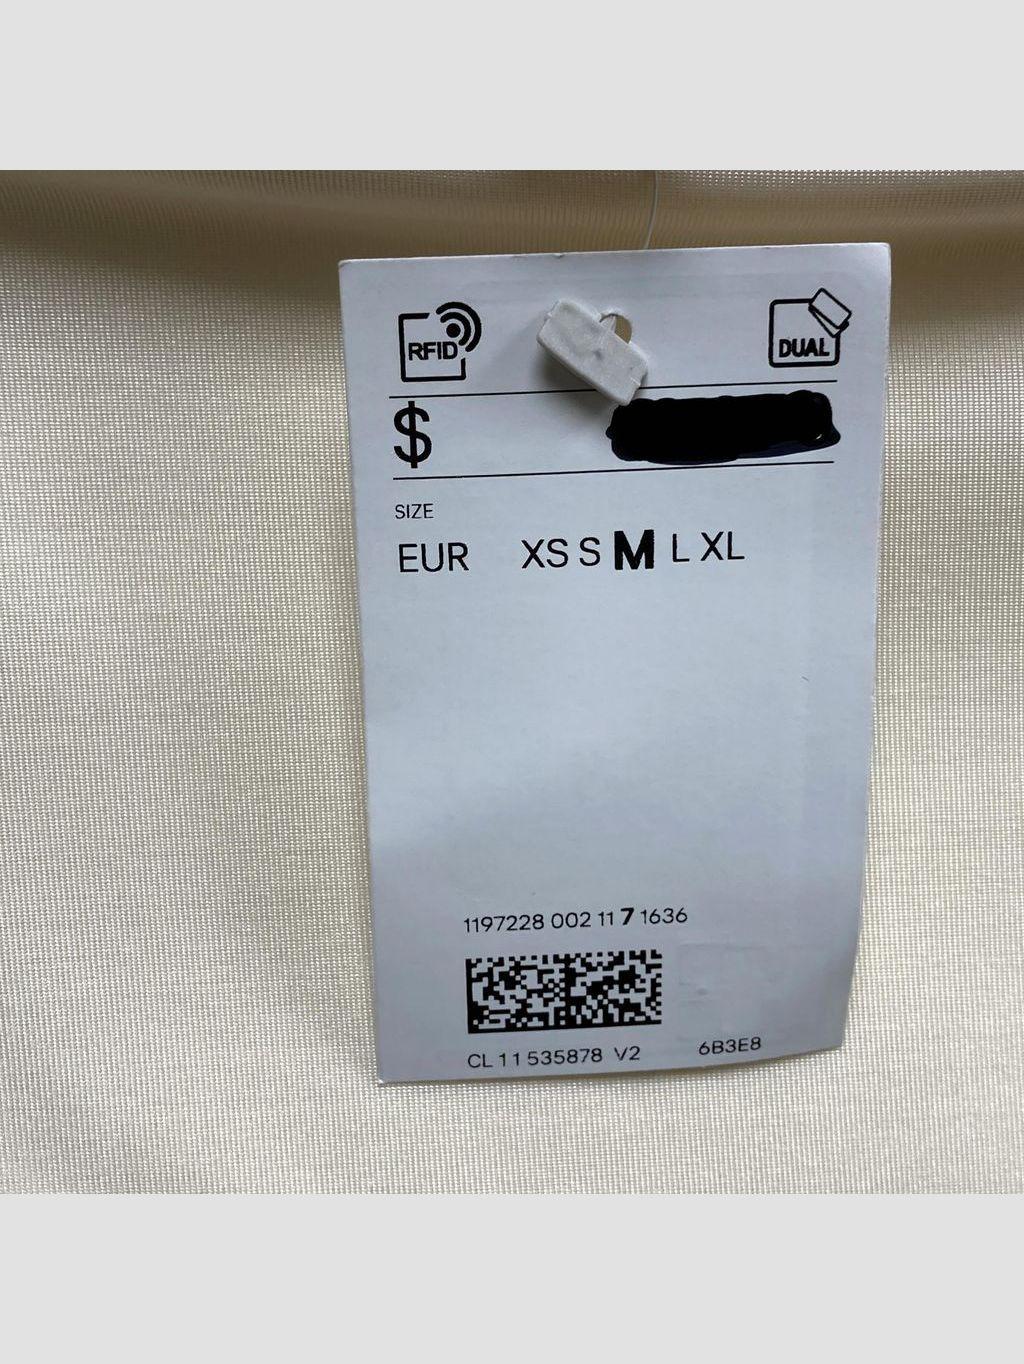 RFID
DUAL
$
SIZE
EUR XS S M L XL
1197228 002 11 7 1636
CL 11 535878 V2 6B3E8